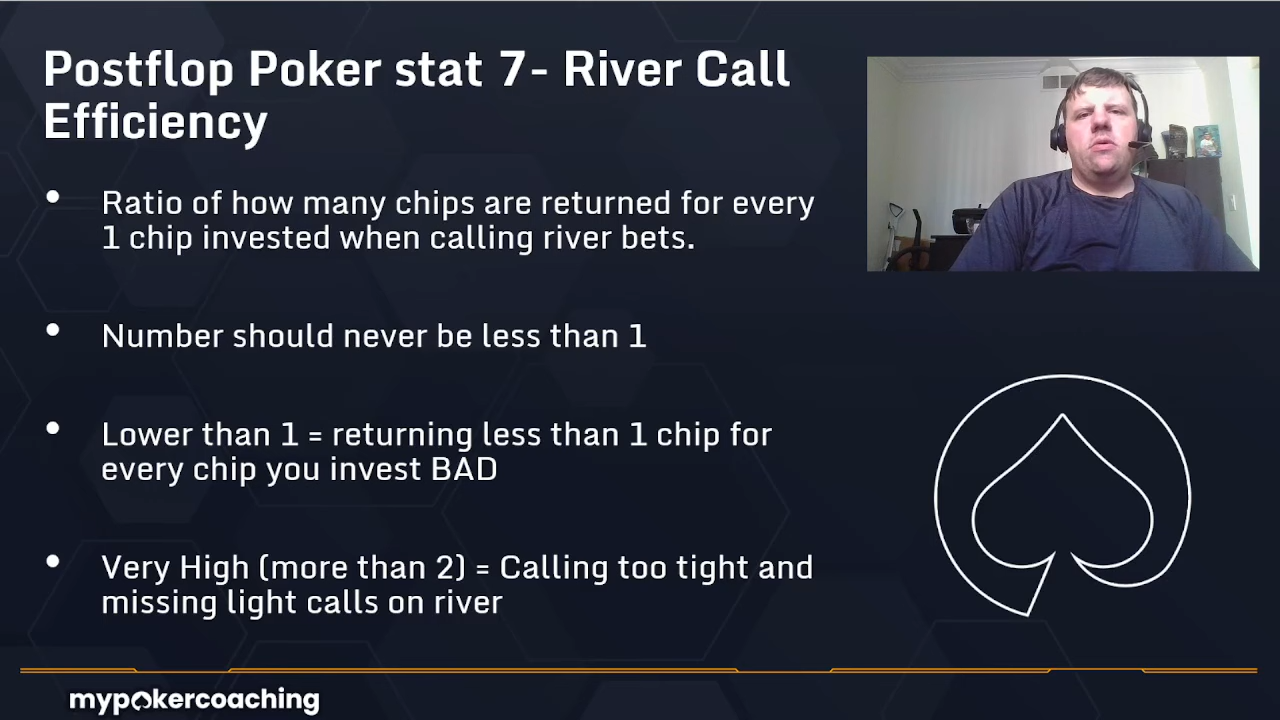 Postflop Poker stat 7- River Call
Efficiency
• Ratio of how many chips are returned for every
1 chip invested when calling river bets.
• Number should never be less than 1
• Lower than 1 = returning less than 1 chip for
every chip you invest BAD
• Very High (more than 2) = Calling too tight and
missing light calls on river
mypokercoaching